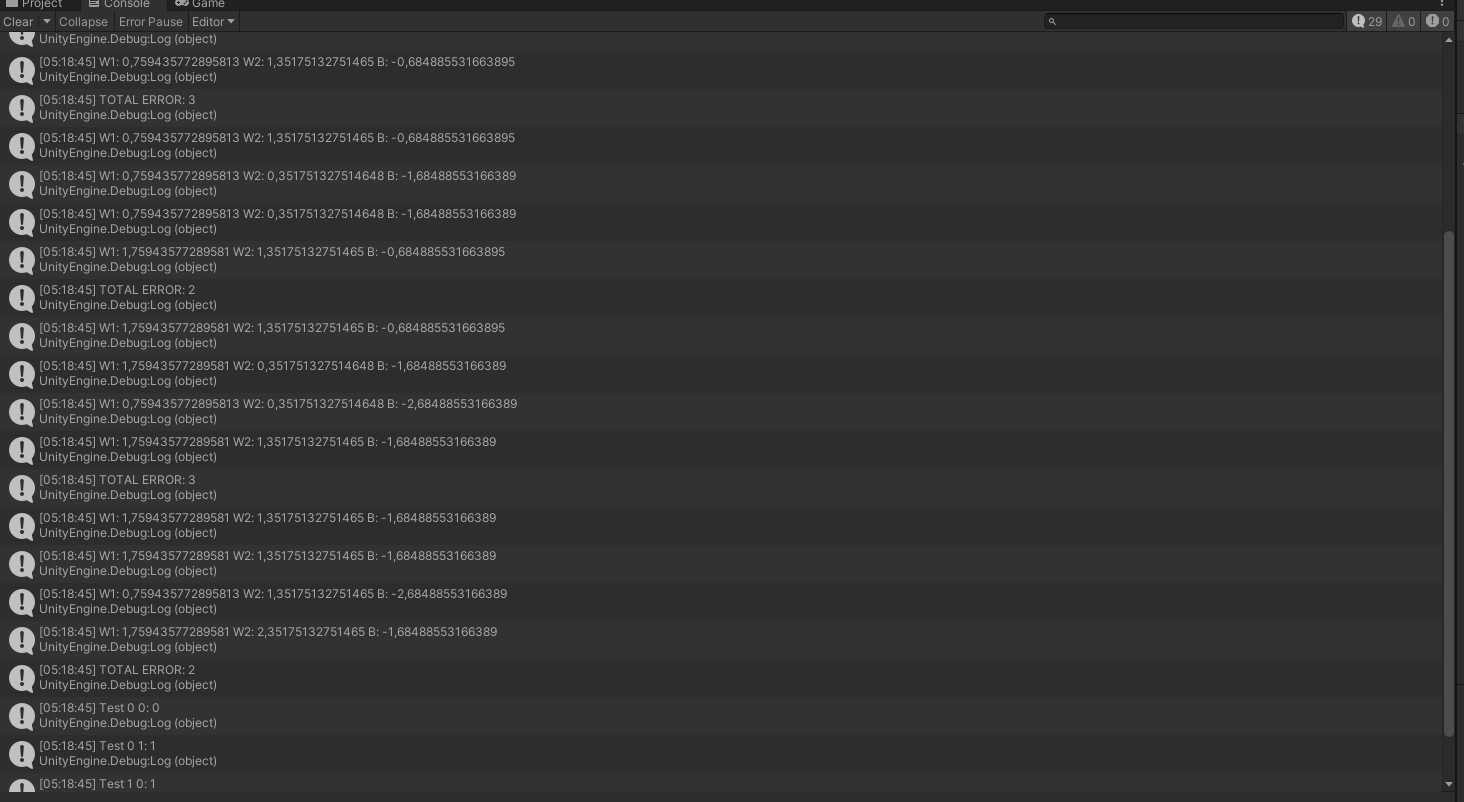 Project
Console
Game
Clear
Collapse
Error Pause
Editor
29
0
0
UnityEngine.Debug:Log (object)
[05:18:45] W1: 0,759435772895813 W2: 1,35175132751465 B: -0,684885531663895
UnityEngine.Debug:Log (object)
[05:18:45] TOTAL ERROR: 3
UnityEngine.Debug:Log (object)
[05:18:45] W1: 0,759435772895813 W2: 1,35175132751465 B: -0,684885531663895
UnityEngine.Debug:Log (object)
[05:18:45] W1: 0,759435772895813 W2: 0,351751327514648 B: -1,68488553166389
UnityEngine.Debug:Log (object)
[05:18:45] W1: 0,759435772895813 W2: 0,351751327514648 B: -1,68488553166389
UnityEngine.Debug:Log (object)
[05:18:45] W1: 1,75943577289581 W2: 1,35175132751465 B: -0,684885531663895
UnityEngine.Debug:Log (object)
[05:18:45] TOTAL ERROR: 2
UnityEngine.Debug:Log (object)
[05:18:45] W1: 1,75943577289581 W2: 1,35175132751465 B: -0,684885531663895
UnityEngine.Debug:Log (object)
[05:18:45] W1: 1,75943577289581 W2: 0,351751327514648 B: -1,68488553166389
UnityEngine.Debug:Log (object)
[05:18:45] W1: 0,759435772895813 W2: 0,351751327514648 B: -2,68488553166389
UnityEngine.Debug:Log (object)
[05:18:45] W1: 1,75943577289581 W2: 1,35175132751465 B: -1,68488553166389
UnityEngine.Debug:Log (object)
[05:18:45] TOTAL ERROR: 3
UnityEngine.Debug:Log (object)
[05:18:45] W1: 1,75943577289581 W2: 1,35175132751465 B: -1,68488553166389
UnityEngine.Debug:Log (object)
[05:18:45] W1: 1,75943577289581 W2: 1,35175132751465 B: -1,68488553166389
UnityEngine.Debug:Log (object)
[05:18:45] W1: 0,759435772895813 W2: 1,35175132751465 B: -2,68488553166389
UnityEngine.Debug:Log (object)
[05:18:45] W1: 1,75943577289581 W2: 2,35175132751465 B: -1,68488553166389
UnityEngine.Debug:Log (object)
[05:18:45] TOTAL ERROR: 2
UnityEngine.Debug:Log (object)
[05:18:45] Test 0 0: 0
UnityEngine.Debug:Log (object)
[05:18:45] Test 0 1: 1
UnityEngine.Debug:Log (object)
[05:18:45] Test 1 0: 1